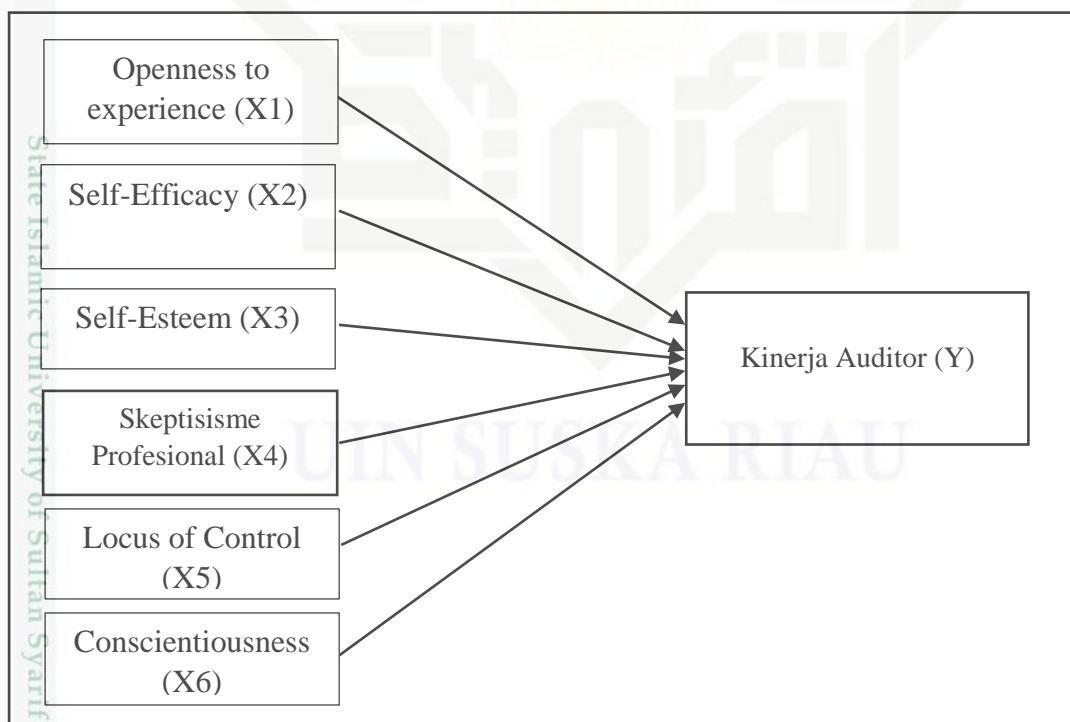 Openness to
experience (X1)
Self-Efficacy (X2)
Self-Esteem (X3)
Skeptisisme
Profesional (X4)
Locus of Control
(X5)
Conscientiousness
(X6)
Kinerja Auditor (Y)
UIN SUSKA RIAU
State Islamic University of Sultan Syarif